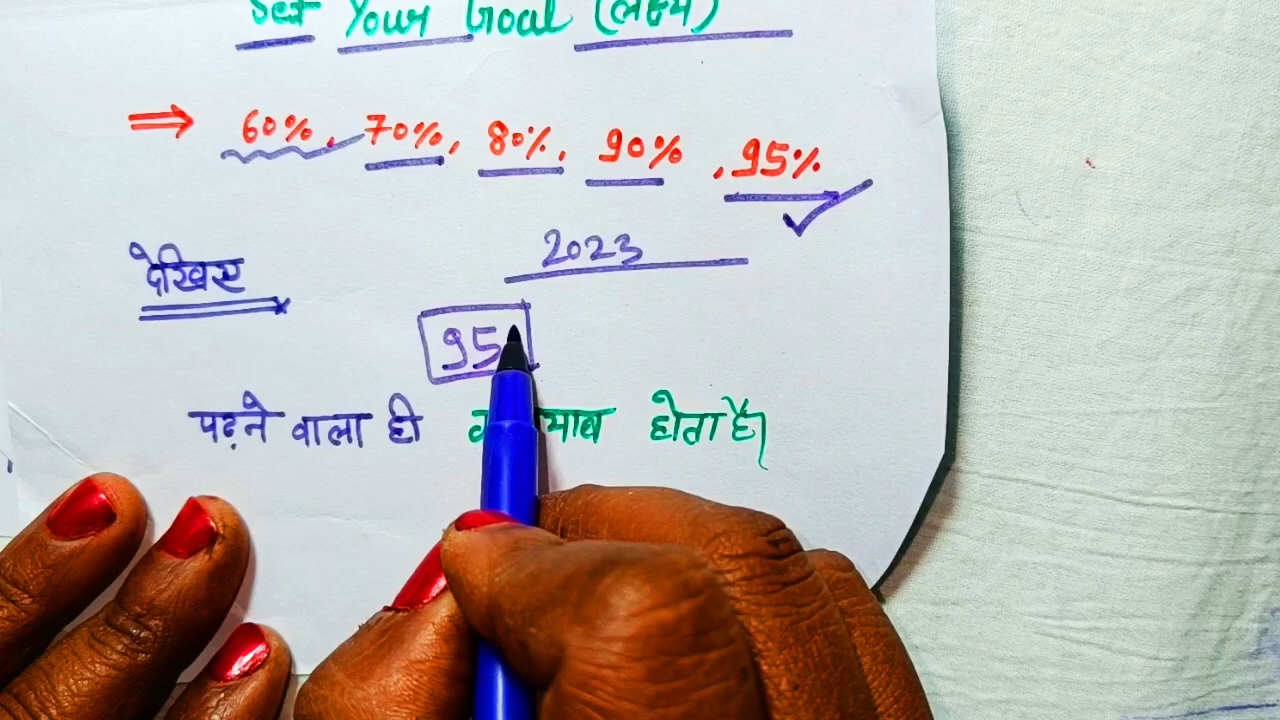 Set Your Goal (लक्ष्य)
⇒ 60%, 70%, 80%, 90%, 95%
2023
देखिए
95
पढ़ने वाला ही होता है।